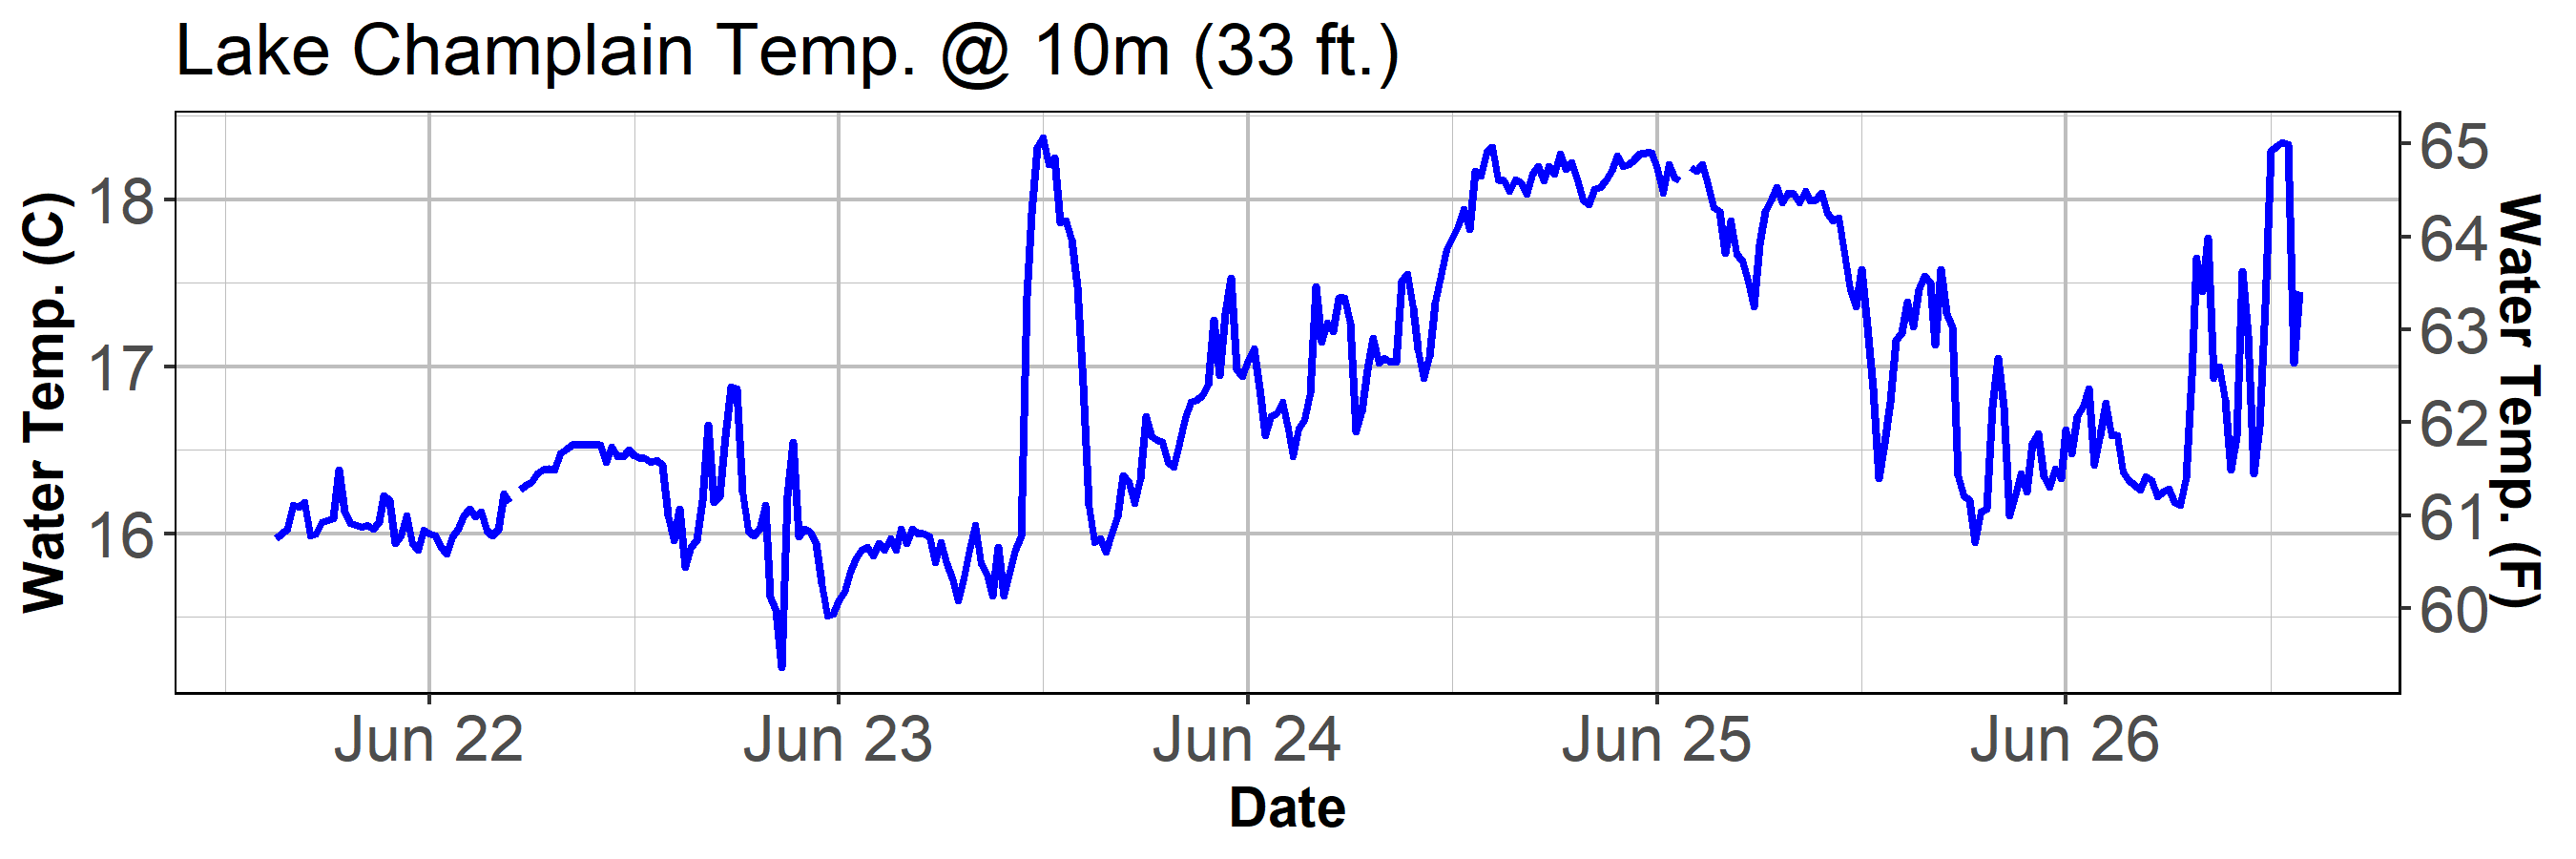 Lake Champlain Temp. @ 10m (33 ft.)
Water Temp. (C)
18
17
16
65
64
63
62
61
60
Water Temp. (F)
Jun 22 Jun 23 Jun 24 Jun 25 Jun 26
Date